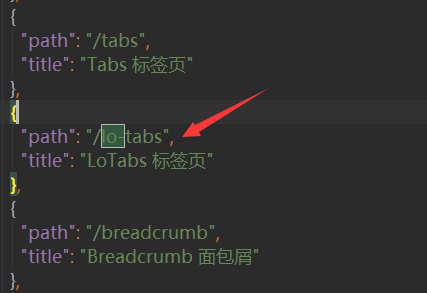 },
{
"path": "/tabs",
"title": "Tabs 标签页"
},
{
"path": "/lo-tabs",
"title": "LoTabs 标签页"
},
{
"path": "/breadcrumb",
"title": "Breadcrumb 面包屑"
},